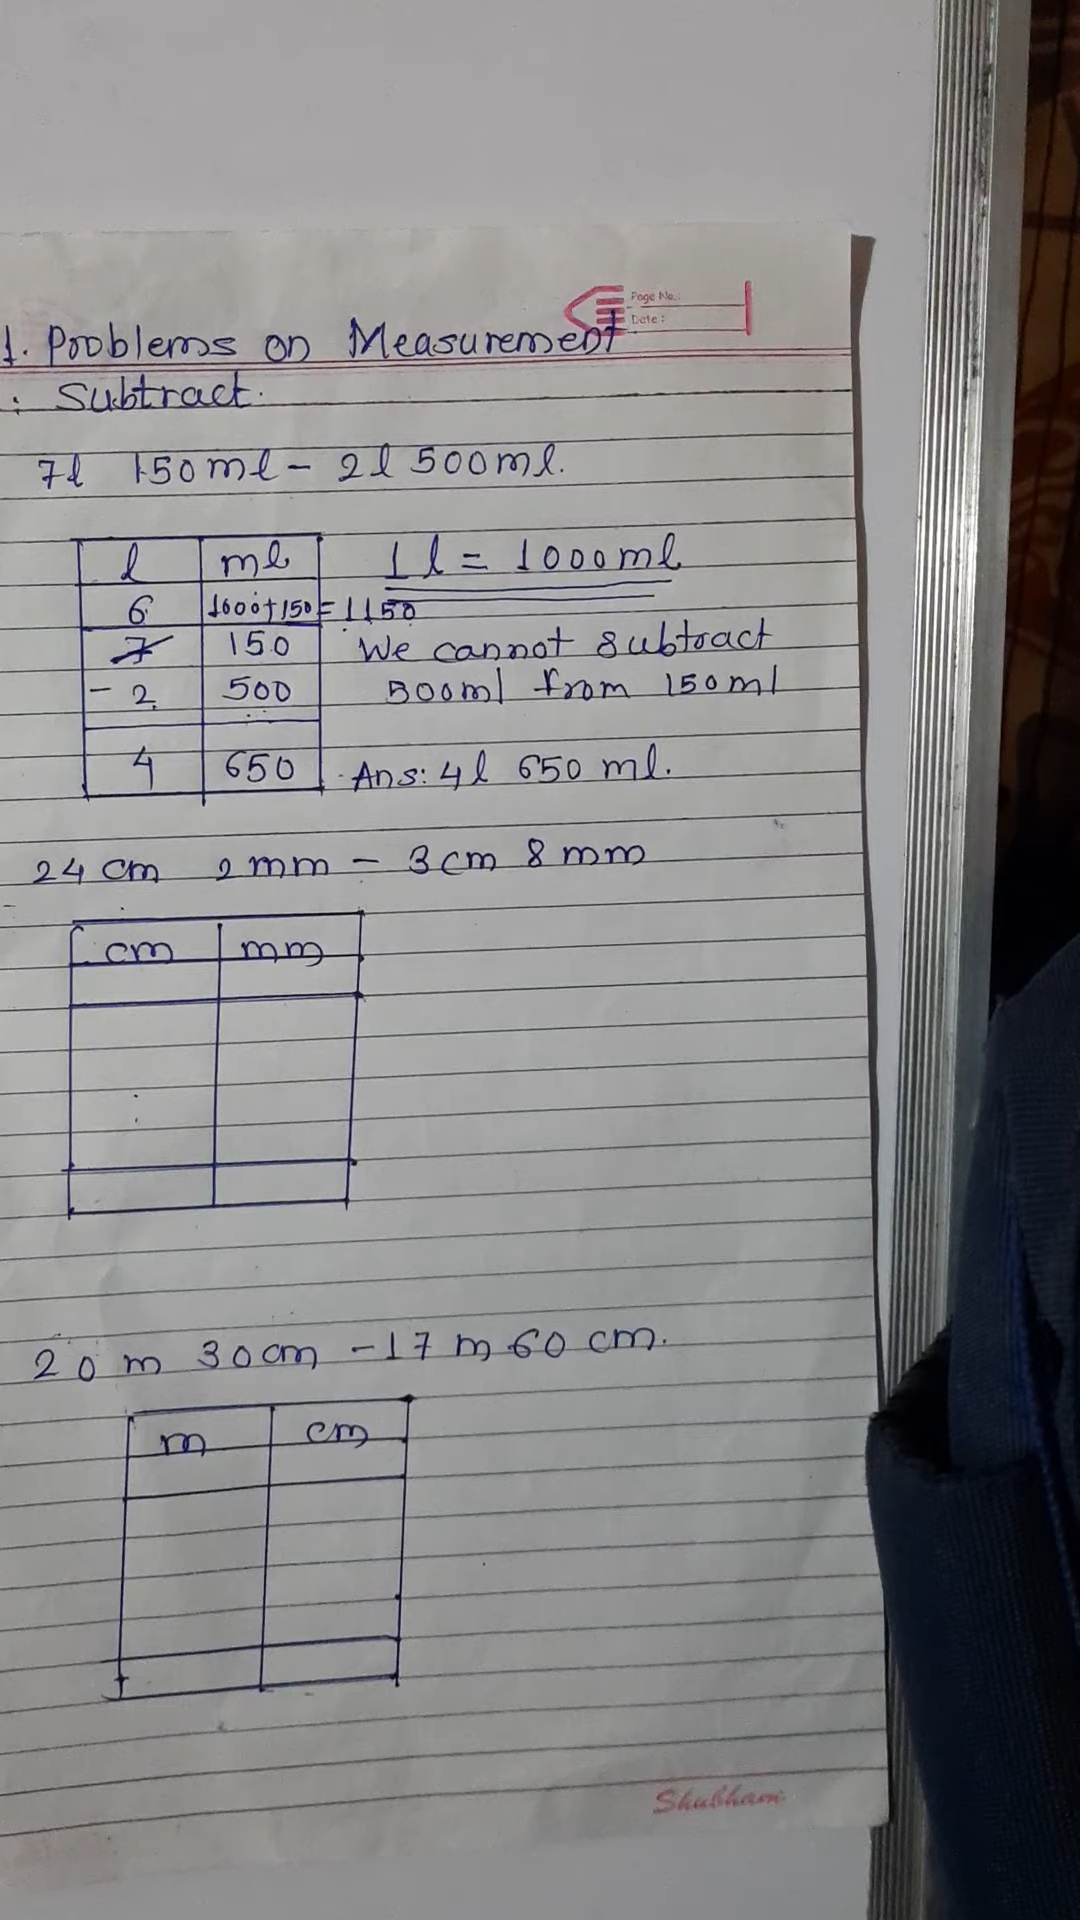 Page No.:
Date:
1. Problems on Measurement
: Subtract.
7l 150ml - 2l 500ml.
l ml 1l = 1000ml
6 1000+150 = 1150
7 150 We cannot subtract
- 2 500 500ml from 150ml
4 650 Ans: 4l 650 ml.
24 cm 2 mm - 3 cm 8 mm
cm mm
20 m 30 cm - 17 m 60 cm.
m cm
Shubham